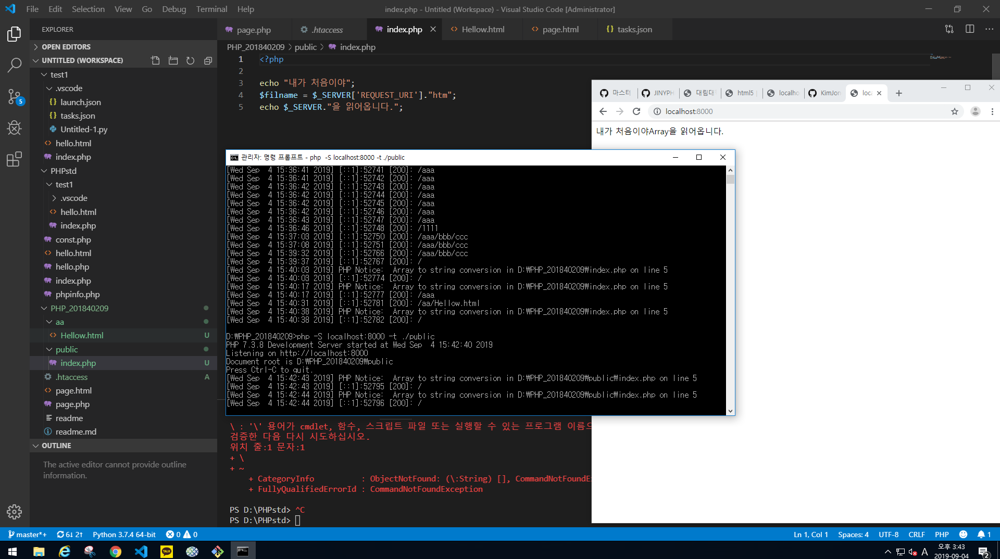 File Edit Selection View Go Debug Terminal Help
index.php - Untitled (Workspace) - Visual Studio Code [Administrator]
EXPLORER
page.php
.htaccess
index.php
Hellow.html
page.html
tasks.json
OPEN EDITORS
UNTITLED (WORKSPACE)
test1
.vscode
launch.json
tasks.json
Untitled-1.py
hello.html
index.php
PHPstd
test1
.vscode
hello.html
index.php
const.php
hello.html
hello.php
index.php
phpinfo.php
PHP_201840209
aa
Hellow.html U
public
index.php U
.htaccess A
page.html
page.php
readme
readme.md
OUTLINE
The active editor cannot provide outline
information.
5
PHP_201840209 > public > index.php
1 <?php
2
3 echo "내가 처음이야";
4 $filname = $_SERVER['REQUEST_URI']."htm";
5 echo $_SERVER."을 읽어옵니다.";
마스터 JINYPH 대림대 html5 localho KimJon loca
localhost:8000
내가 처음이야Array을 읽어옵니다.
관리자: 명령 프롬프트 - php  -S localhost:8000 -t ./public
[Wed Sep  4 15:36:41 2019] [::1]:52741 [200]: /aaa
[Wed Sep  4 15:36:41 2019] [::1]:52742 [200]: /aaa
[Wed Sep  4 15:36:42 2019] [::1]:52743 [200]: /aaa
[Wed Sep  4 15:36:42 2019] [::1]:52744 [200]: /aaa
[Wed Sep  4 15:36:42 2019] [::1]:52745 [200]: /aaa
[Wed Sep  4 15:36:42 2019] [::1]:52746 [200]: /aaa
[Wed Sep  4 15:36:43 2019] [::1]:52747 [200]: /aaa
[Wed Sep  4 15:36:46 2019] [::1]:52748 [200]: /1111
[Wed Sep  4 15:37:03 2019] [::1]:52750 [200]: /aaa/bbb/ccc
[Wed Sep  4 15:37:08 2019] [::1]:52751 [200]: /aaa/bbb/ccc
[Wed Sep  4 15:39:32 2019] [::1]:52766 [200]: /aaa/bbb/ccc
[Wed Sep  4 15:39:37 2019] [::1]:52767 [200]: /
[Wed Sep  4 15:40:03 2019] PHP Notice:  Array to string conversion in D:₩PHP_201840209₩index.php on line 5
[Wed Sep  4 15:40:03 2019] [::1]:52774 [200]: /
[Wed Sep  4 15:40:17 2019] PHP Notice:  Array to string conversion in D:₩PHP_201840209₩index.php on line 5
[Wed Sep  4 15:40:17 2019] [::1]:52777 [200]: /aaa
[Wed Sep  4 15:40:31 2019] [::1]:52781 [200]: /aa/Hellow.html
[Wed Sep  4 15:40:38 2019] PHP Notice:  Array to string conversion in D:₩PHP_201840209₩index.php on line 5
[Wed Sep  4 15:40:38 2019] [::1]:52782 [200]: /
D:₩PHP_201840209>php -S localhost:8000 -t ./public
PHP 7.3.8 Development Server started at Wed Sep  4 15:42:40 2019
Listening on http://localhost:8000
Document root is D:₩PHP_201840209₩public
Press Ctrl-C to quit.
[Wed Sep  4 15:42:43 2019] PHP Notice:  Array to string conversion in D:₩PHP_201840209₩public₩index.php on line 5
[Wed Sep  4 15:42:43 2019] [::1]:52795 [200]: /
[Wed Sep  4 15:42:44 2019] PHP Notice:  Array to string conversion in D:₩PHP_201840209₩public₩index.php on line 5
[Wed Sep  4 15:42:44 2019] [::1]:52796 [200]: /
\ : '\' 용어가 cmdlet, 함수, 스크립트 파일 또는 실행할 수 있는 프로그램 이름으
검증한 다음 다시 시도하십시오.
위치 줄:1 문자:1
+ \
+ ~
+ CategoryInfo          : ObjectNotFound: (\:String) [], CommandNotFoundE
+ FullyQualifiedErrorId : CommandNotFoundException
PS D:\PHPstd> ^C
PS D:\PHPstd>
master*+ 6↓ 2↑ Python 3.7.4 64-bit 0 0 Ln 1, Col 1 Spaces: 4 UTF-8 CRLF PHP 1
TALK
A
오후 3:43
2019-09-04
2